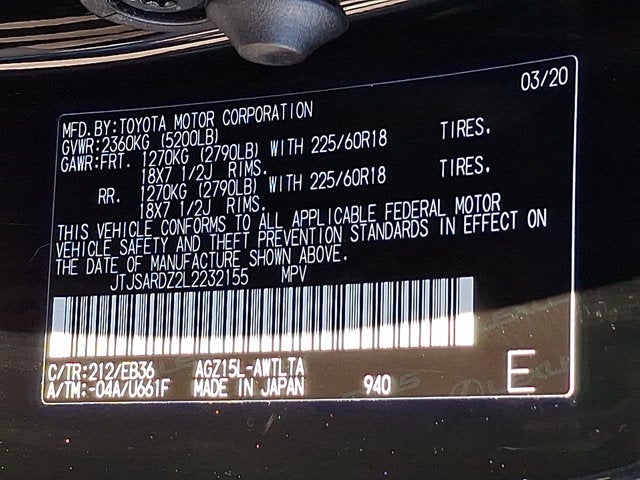 03/20
MFD.BY:TOYOTA MOTOR CORPORATION
GVWR:2360KG (5200LB)
GAWR:FRT. 1270KG (2790LB) WITH 225/60R18 TIRES.
18X7 1/2J RIMS.
RR. 1270KG (2790LB) WITH 225/60R18 TIRES.
18X7 1/2J RIMS.
THIS VEHICLE CONFORMS TO ALL APPLICABLE FEDERAL MOTOR
VEHICLE SAFETY AND THEFT PREVENTION STANDARDS IN EFFECT ON
THE DATE OF MANUFACTURE SHOWN ABOVE.
JTJSARDZ2L2232155 MPV
C/TR:212/EB36 AGZ15L-AWTLTA
A/TM:-04A/U661F MADE IN JAPAN 940 E
LEXUS